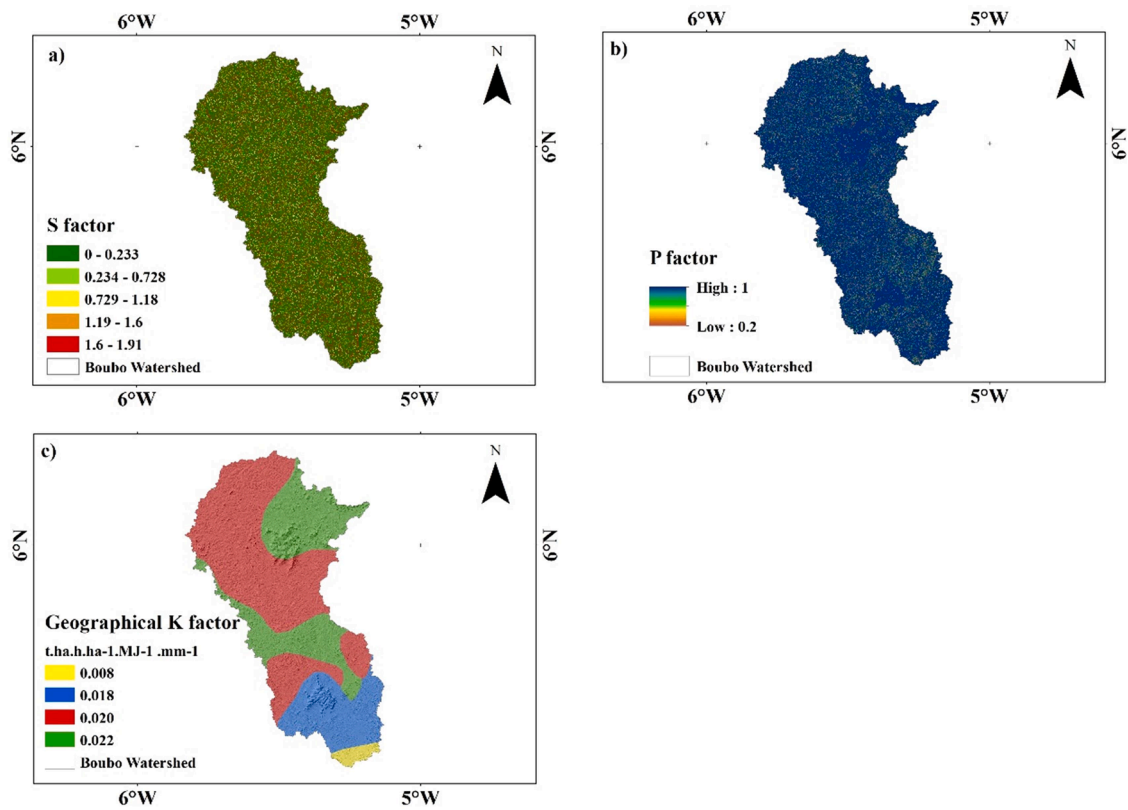 6°W 5°W
a)
N
6°N
S factor
0 - 0.233
0.234 - 0.728
0.729 - 1.18
1.19 - 1.6
1.6 - 1.91
Boubo Watershed
6°W 5°W
6°W 5°W
b)
N
6°N
6°N
P factor
High : 1
Low : 0.2
Boubo Watershed
6°W 5°W
c)
N
6°N
6°N
Geographical K factor
t.ha.h.ha-1.MJ-1 .mm-1
0.008
0.018
0.020
0.022
Boubo Watershed
6°W 5°W